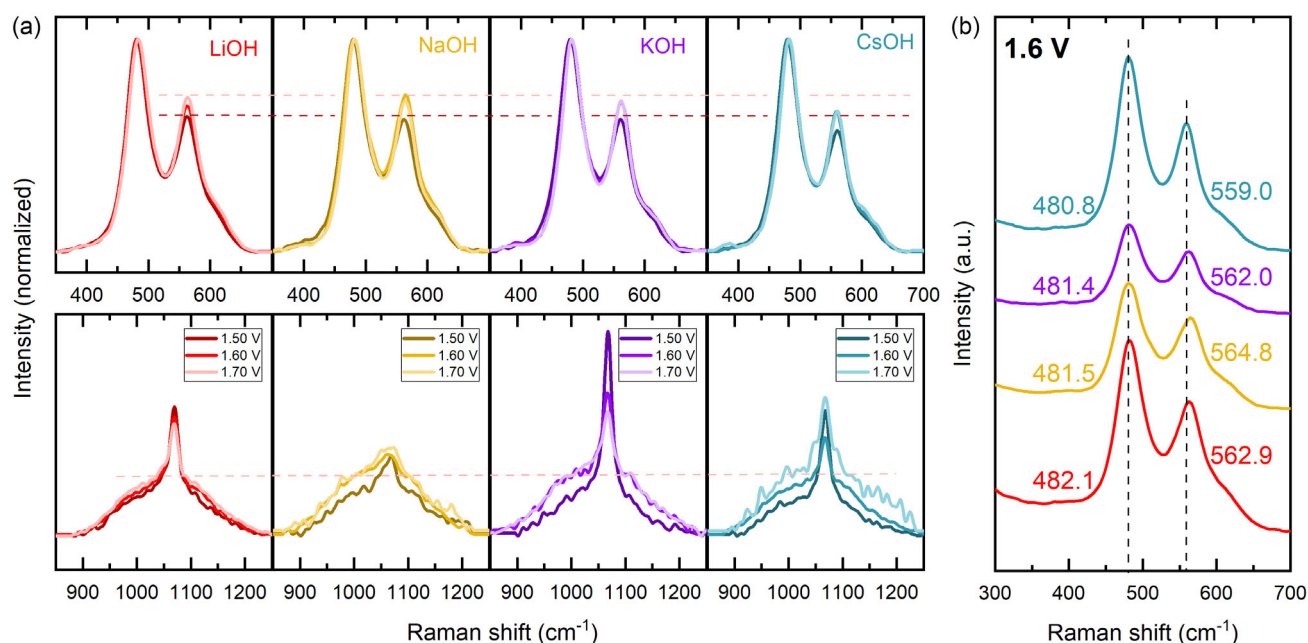 (a)
LiOH
NaOH
KOH
CsOH
400 500 600
400 500 600
400 500 600
400 500 600 700
Intensity (normalized)
1.50 V
1.60 V
1.70 V
1.50 V
1.60 V
1.70 V
1.50 V
1.60 V
1.70 V
1.50 V
1.60 V
1.70 V
900 1000 1100 1200
900 1000 1100 1200
900 1000 1100 1200
900 1000 1100 1200
Raman shift (cm⁻¹)
(b)
1.6 V
Intensity (a.u.)
480.8
559.0
481.4
562.0
481.5
564.8
482.1
562.9
300 400 500 600 700
Raman shift (cm⁻¹)